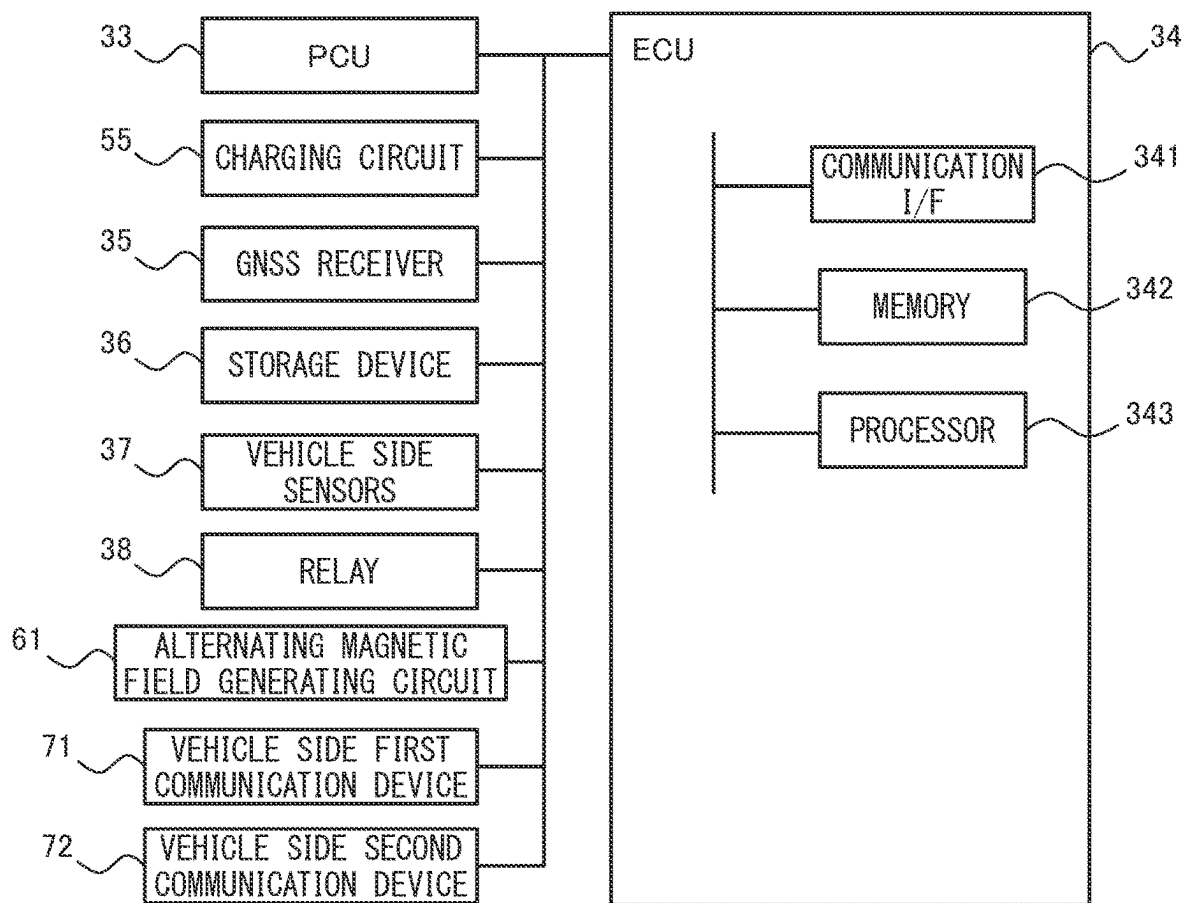 33
PCU
55
CHARGING CIRCUIT
35
GNSS RECEIVER
36
STORAGE DEVICE
37
VEHICLE SIDE
SENSORS
38
RELAY
61
ALTERNATING MAGNETIC
FIELD GENERATING CIRCUIT
71
VEHICLE SIDE FIRST
COMMUNICATION DEVICE
72
VEHICLE SIDE SECOND
COMMUNICATION DEVICE
ECU
34
COMMUNICATION
I/F
341
MEMORY
342
PROCESSOR
343